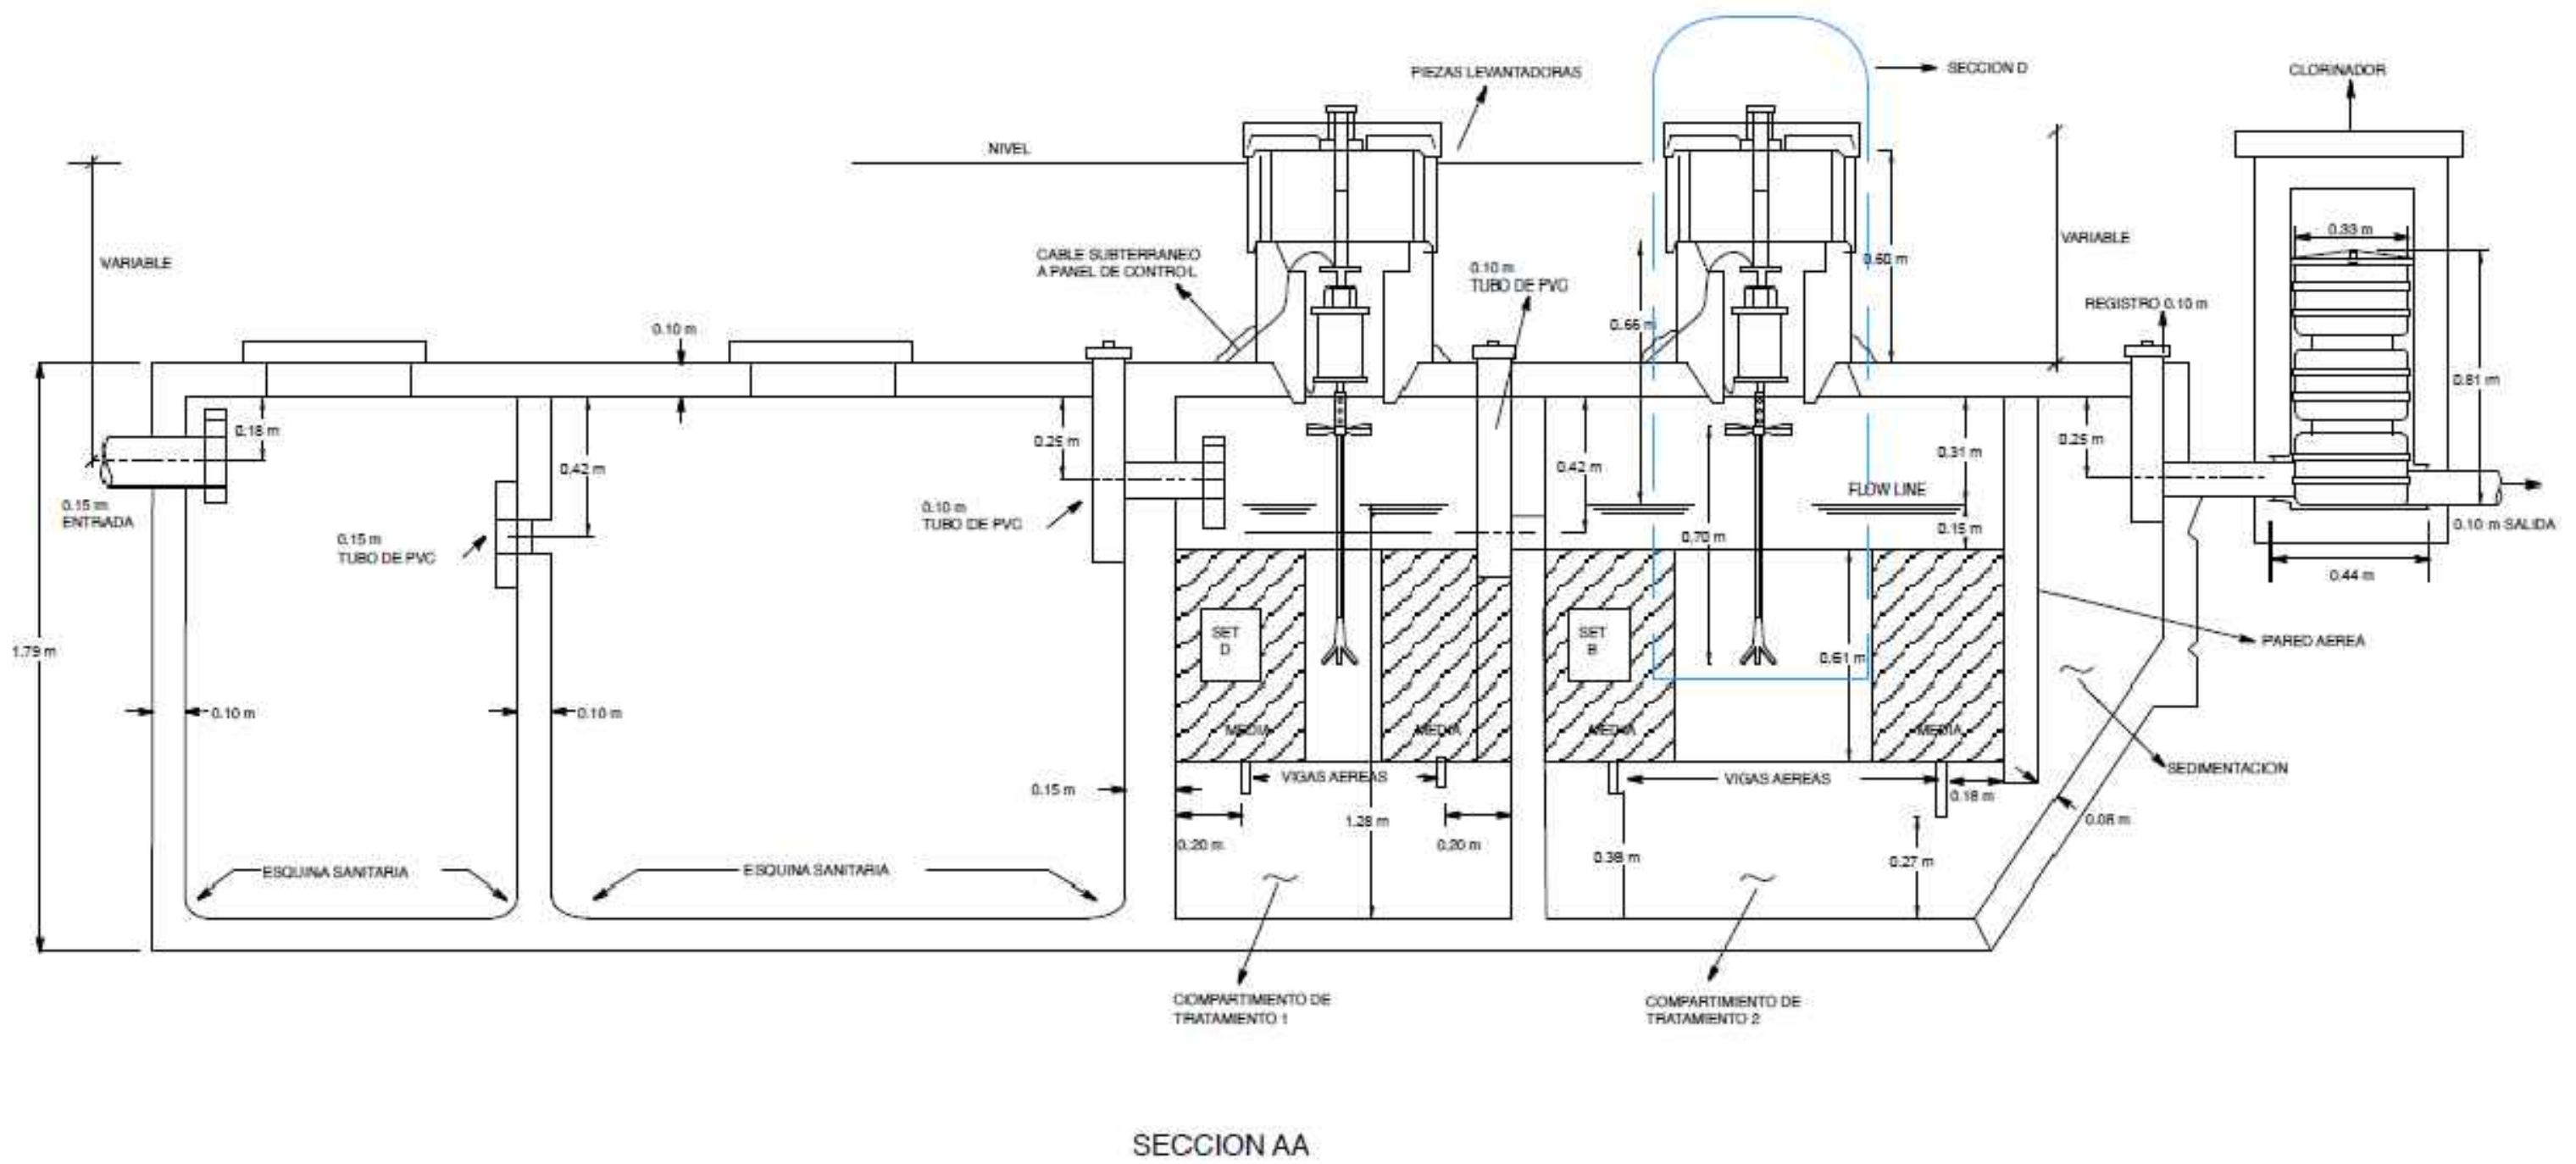 PIEZAS LEVANTADORAS
SECCION D
CLORINADOR
NIVEL
VARIABLE
CABLE SUBTERRANEO
A PANEL DE CONTROL
0.10 m
TUBO DE PVC
0.60 m
VARIABLE
0.33 m
0.10 m
0.66 m
REGISTRO 0.10 m
0.81 m
0.18 m
0.42 m
0.25 m
0.42 m
0.31 m
0.25 m
0.15 m
ENTRADA
0.15 m
TUBO DE PVC
0.10 m
TUBO DE PVC
FLOW LINE
0.70 m
0.15 m
0.10 m SALIDA
0.44 m
1.79 m
SET
D
SET
B
0.61 m
PARED AEREA
0.10 m
0.10 m
MEDIA
MEDIA
MEDIA
MEDIA
0.15 m
VIGAS AEREAS
VIGAS AEREAS
0.18 m
SEDIMENTACION
0.20 m
1.28 m
0.20 m
0.38 m
0.27 m
0.08 m
ESQUINA SANITARIA
ESQUINA SANITARIA
COMPARTIMIENTO DE
TRATAMIENTO 1
COMPARTIMIENTO DE
TRATAMIENTO 2
SECCION AA